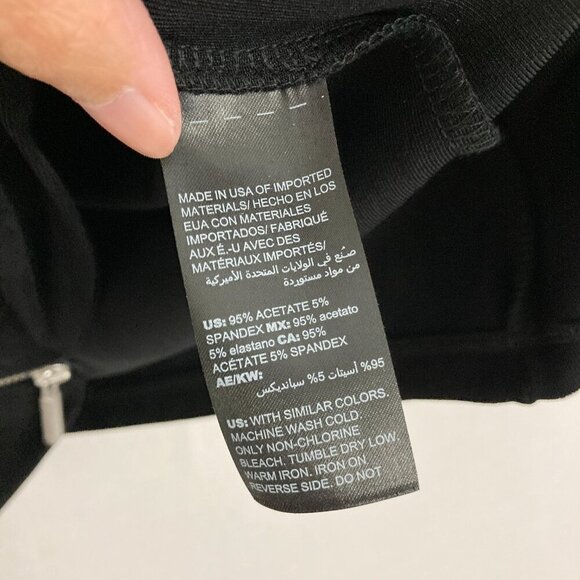 MADE IN USA OF IMPORTED
MATERIALS/ HECHO EN LOS
EUA CON MATERIALES
IMPORTADOS/ FABRIQUÉ
AUX É.-U AVEC DES
MATÉRIAUX IMPORTÉS/
صنع في الولايات المتحدة الأميركية
من مواد مستوردة
US: 95% ACETATE 5%
SPANDEX MX: 95% acetato
5% elastano CA: 95%
ACÉTATE 5% SPANDEX
AE/KW:
95% أسيتات 5% سبانديكس
US: WITH SIMILAR COLORS.
MACHINE WASH COLD.
ONLY NON-CHLORINE
BLEACH. TUMBLE DRY LOW.
WARM IRON. IRON ON
REVERSE SIDE. DO NOT